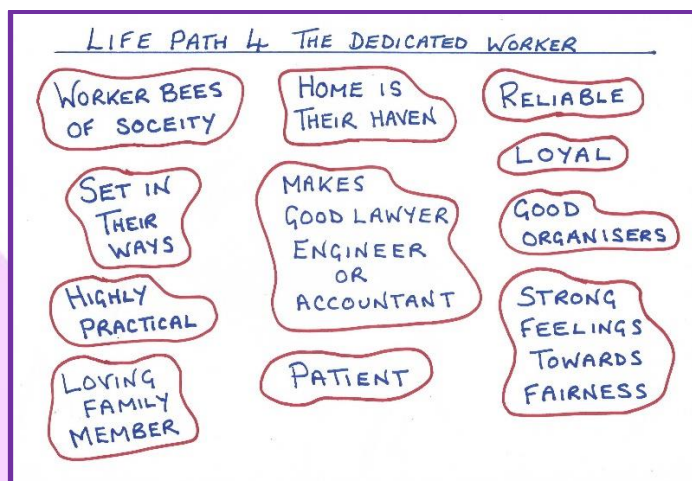 LIFE PATH 4 THE DEDICATED WORKER
WORKER BEES
OF SOCEITY
SET IN
THEIR
WAYS
HIGHLY
PRACTICAL
LOVING
FAMILY
MEMBER
HOME IS
THEIR HAVEN
MAKES
GOOD LAWYER
ENGINEER
OR
ACCOUNTANT
PATIENT
RELIABLE
LOYAL
GOOD
ORGANISERS
STRONG
FEELINGS
TOWARDS
FAIRNESS